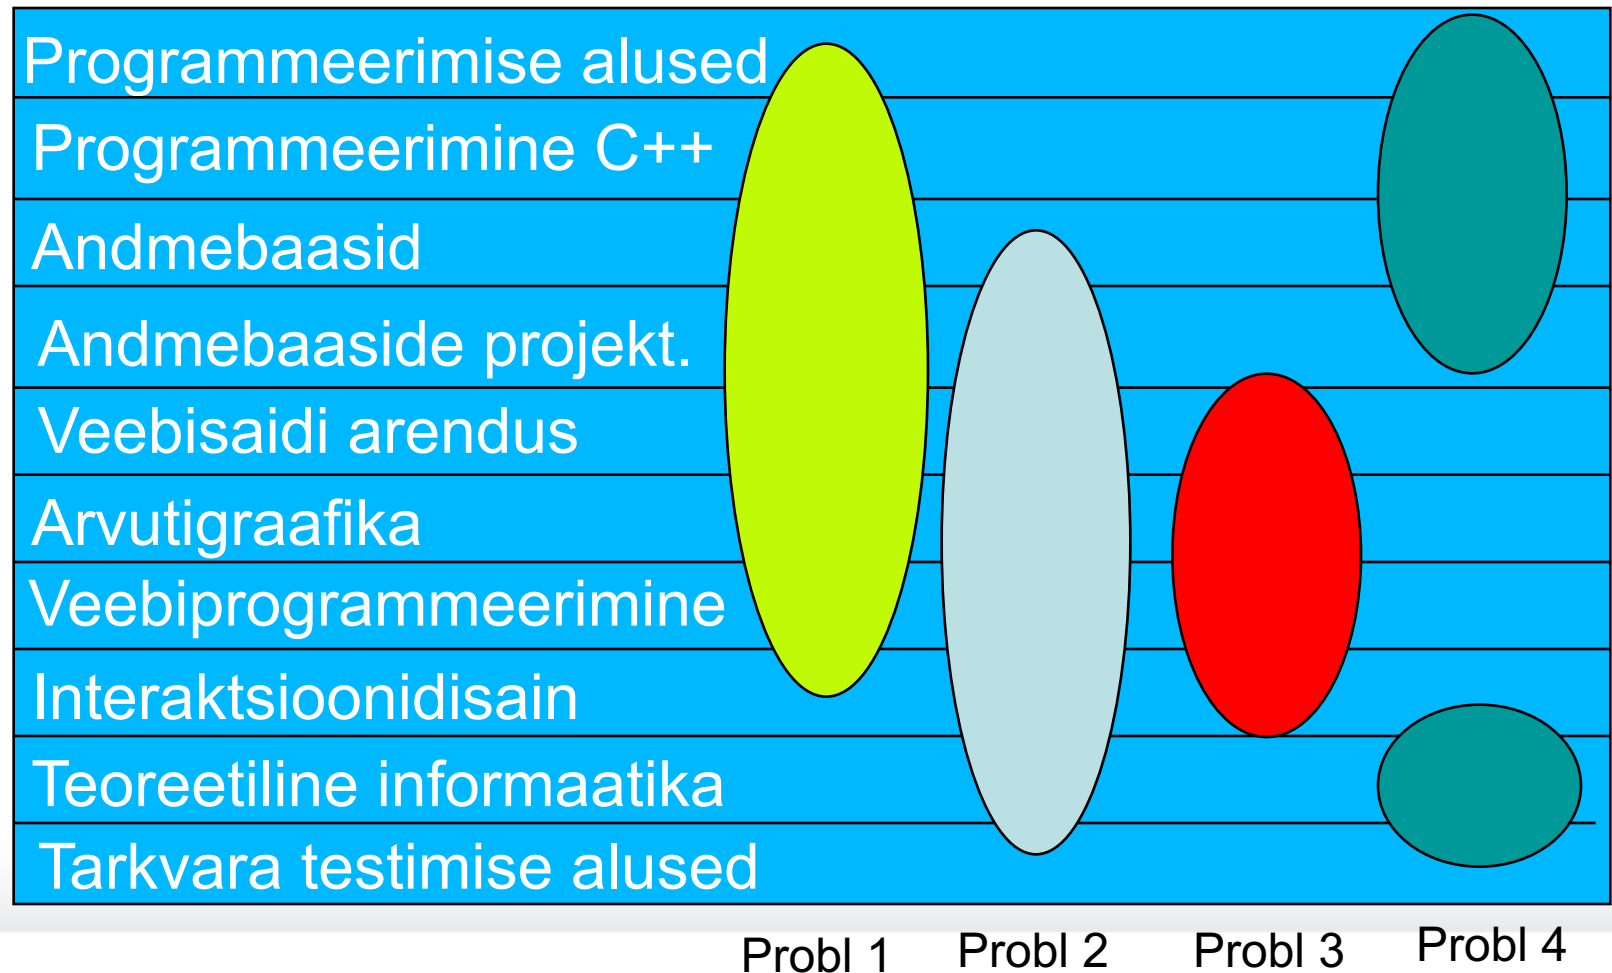 Programmeerimise alused
Programmeerimine C++
Andmebaasid
Andmebaaside projekt.
Veebisaidi arendus
Arvutigraafika
Veebiprogrammeerimine
Interaktsioonidisain
Teoreetiline informaatika
Tarkvara testimise alused
Probl 1 Probl 2 Probl 3 Probl 4